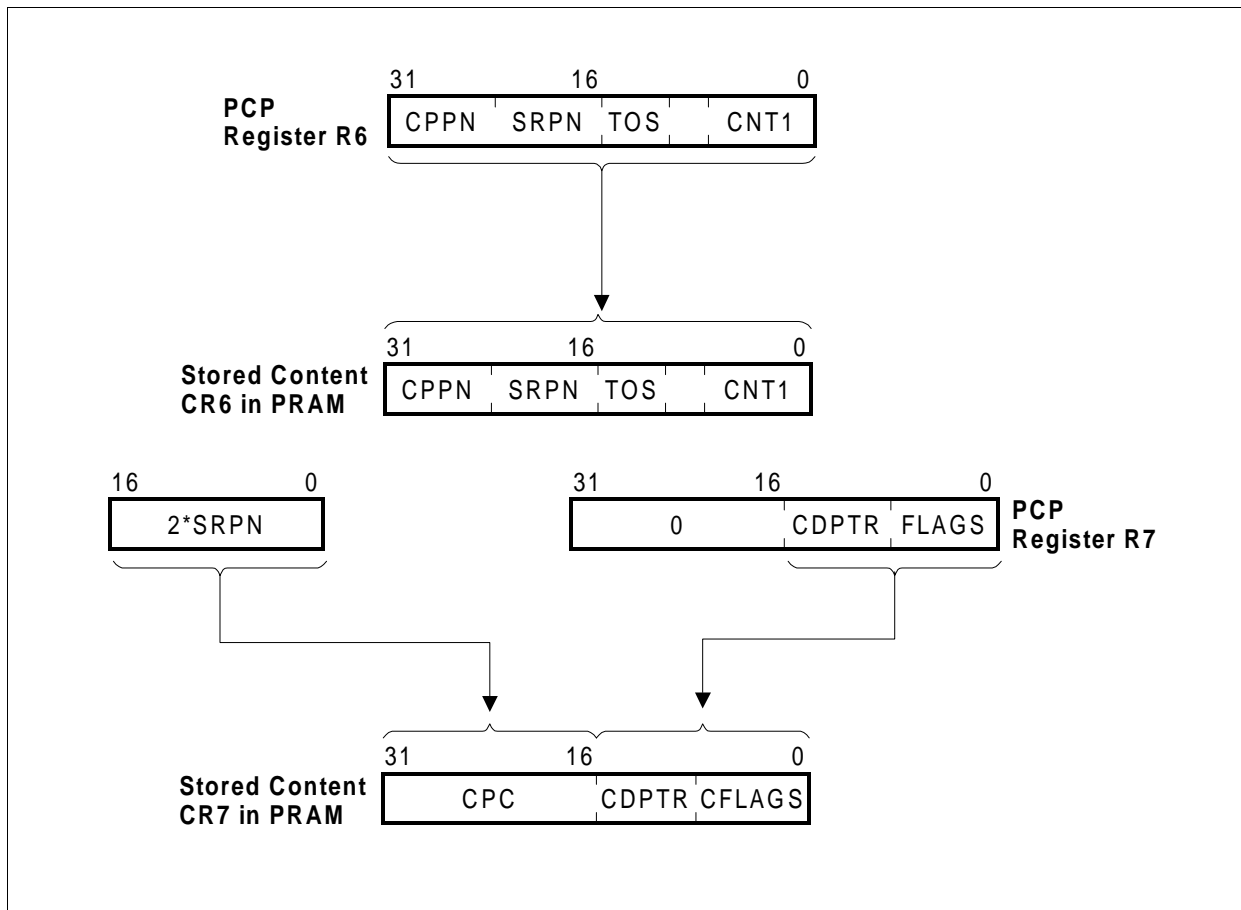 31 16 0
PCP
Register R6
CPPN SRPN TOS CNT1
31 16 0
Stored Content
CR6 in PRAM
CPPN SRPN TOS CNT1
16 0
2*SRPN
31 16 0
0 CDPTR FLAGS
PCP
Register R7
31 16 0
Stored Content
CR7 in PRAM
CPC CDPTR CFLAGS